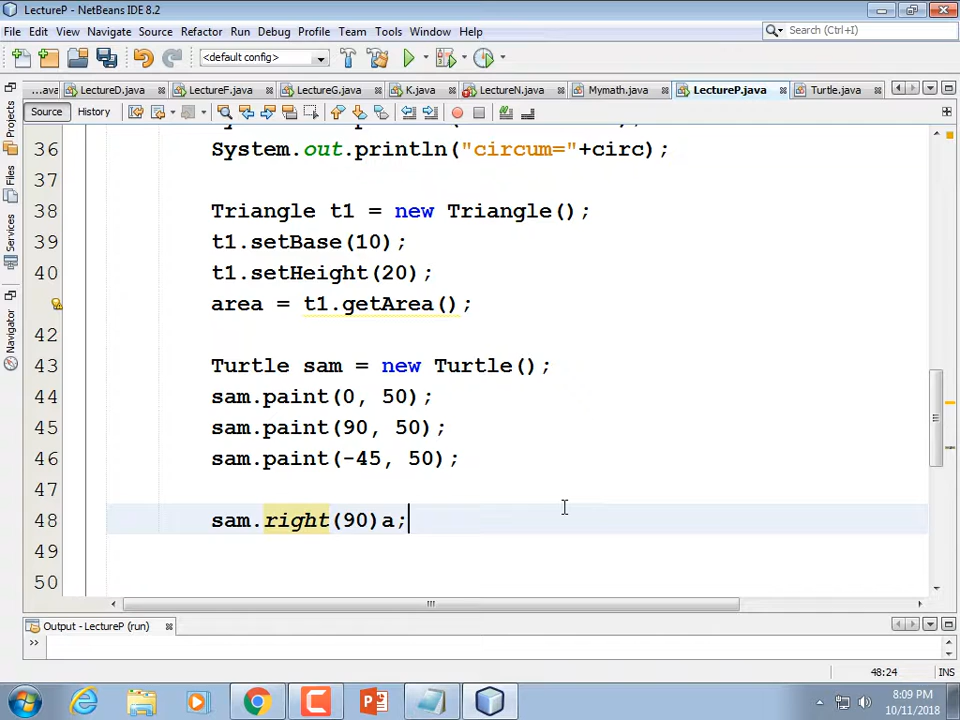 LectureP - NetBeans IDE 8.2
File Edit View Navigate Source Refactor Run Debug Profile Team Tools Window Help
Search (Ctrl+I)
<default config>
...ava LectureD.java LectureF.java LectureG.java K.java LectureN.java Mymath.java LectureP.java Turtle.java
Source History
Projects
Files
Services
Navigator
36 System.out.println("circum="+circ);
37
38 Triangle t1 = new Triangle();
39 t1.setBase(10);
40 t1.setHeight(20);
area = t1.getArea();
42
43 Turtle sam = new Turtle();
44 sam.paint(0, 50);
45 sam.paint(90, 50);
46 sam.paint(-45, 50);
47
48 sam.right(90)a;
49
50
Output - LectureP (run)
>>
48:24 INS
8:09 PM
10/11/2018